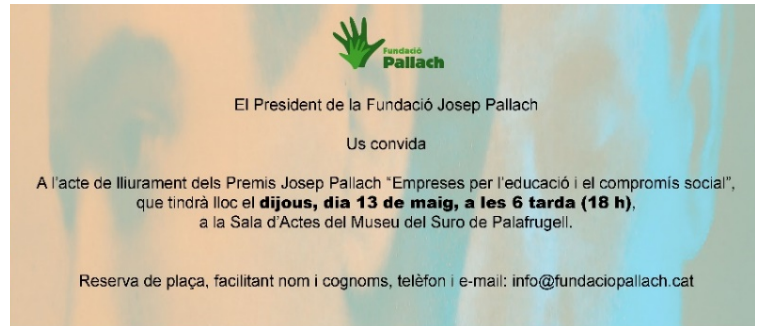 Fundació
Pallach
El President de la Fundació Josep Pallach
Us convida
A l'acte de lliurament dels Premis Josep Pallach “Empreses per l'educació i el compromís social”,
que tindrà lloc el dijous, dia 13 de maig, a les 6 tarda (18 h),
a la Sala d'Actes del Museu del Suro de Palafrugell.
Reserva de plaça, facilitant nom i cognoms, telèfon i e-mail: info@fundaciopallach.cat